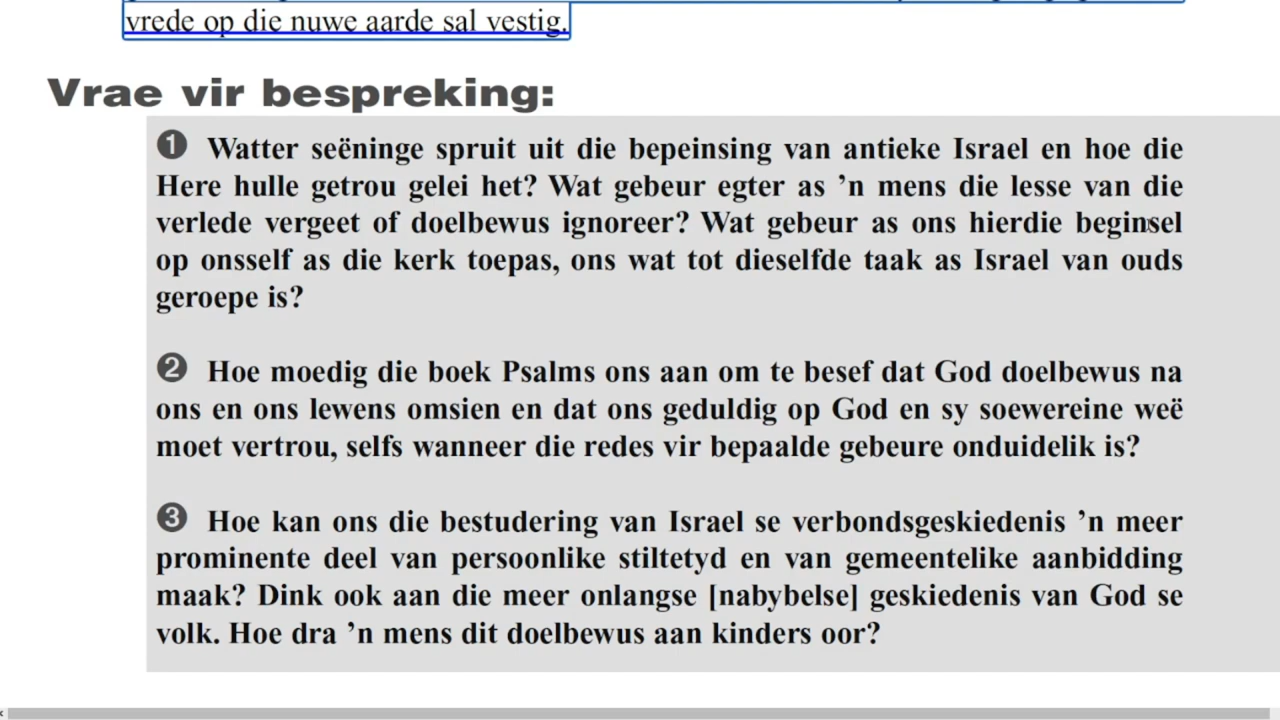 vrede op die nuwe aarde sal vestig.
Vrae vir bespreking:
❶ Watter seëninge spruit uit die bepeinsing van antieke Israel en hoe die
Here hulle getrou gelei het? Wat gebeur egter as ’n mens die lesse van die
verlede vergeet of doelbewus ignoreer? Wat gebeur as ons hierdie beginsel
op onsself as die kerk toepas, ons wat tot dieselfde taak as Israel van ouds
geroepe is?
❷ Hoe moedig die boek Psalms ons aan om te besef dat God doelbewus na
ons en ons lewens omsien en dat ons geduldig op God en sy soewereine weë
moet vertrou, selfs wanneer die redes vir bepaalde gebeure onduidelik is?
❸ Hoe kan ons die bestudering van Israel se verbondsgeskiedenis ’n meer
prominente deel van persoonlike stiltetyd en van gemeentelike aanbidding
maak? Dink ook aan die meer onlangse [nabybelse] geskiedenis van God se
volk. Hoe dra ’n mens dit doelbewus aan kinders oor?